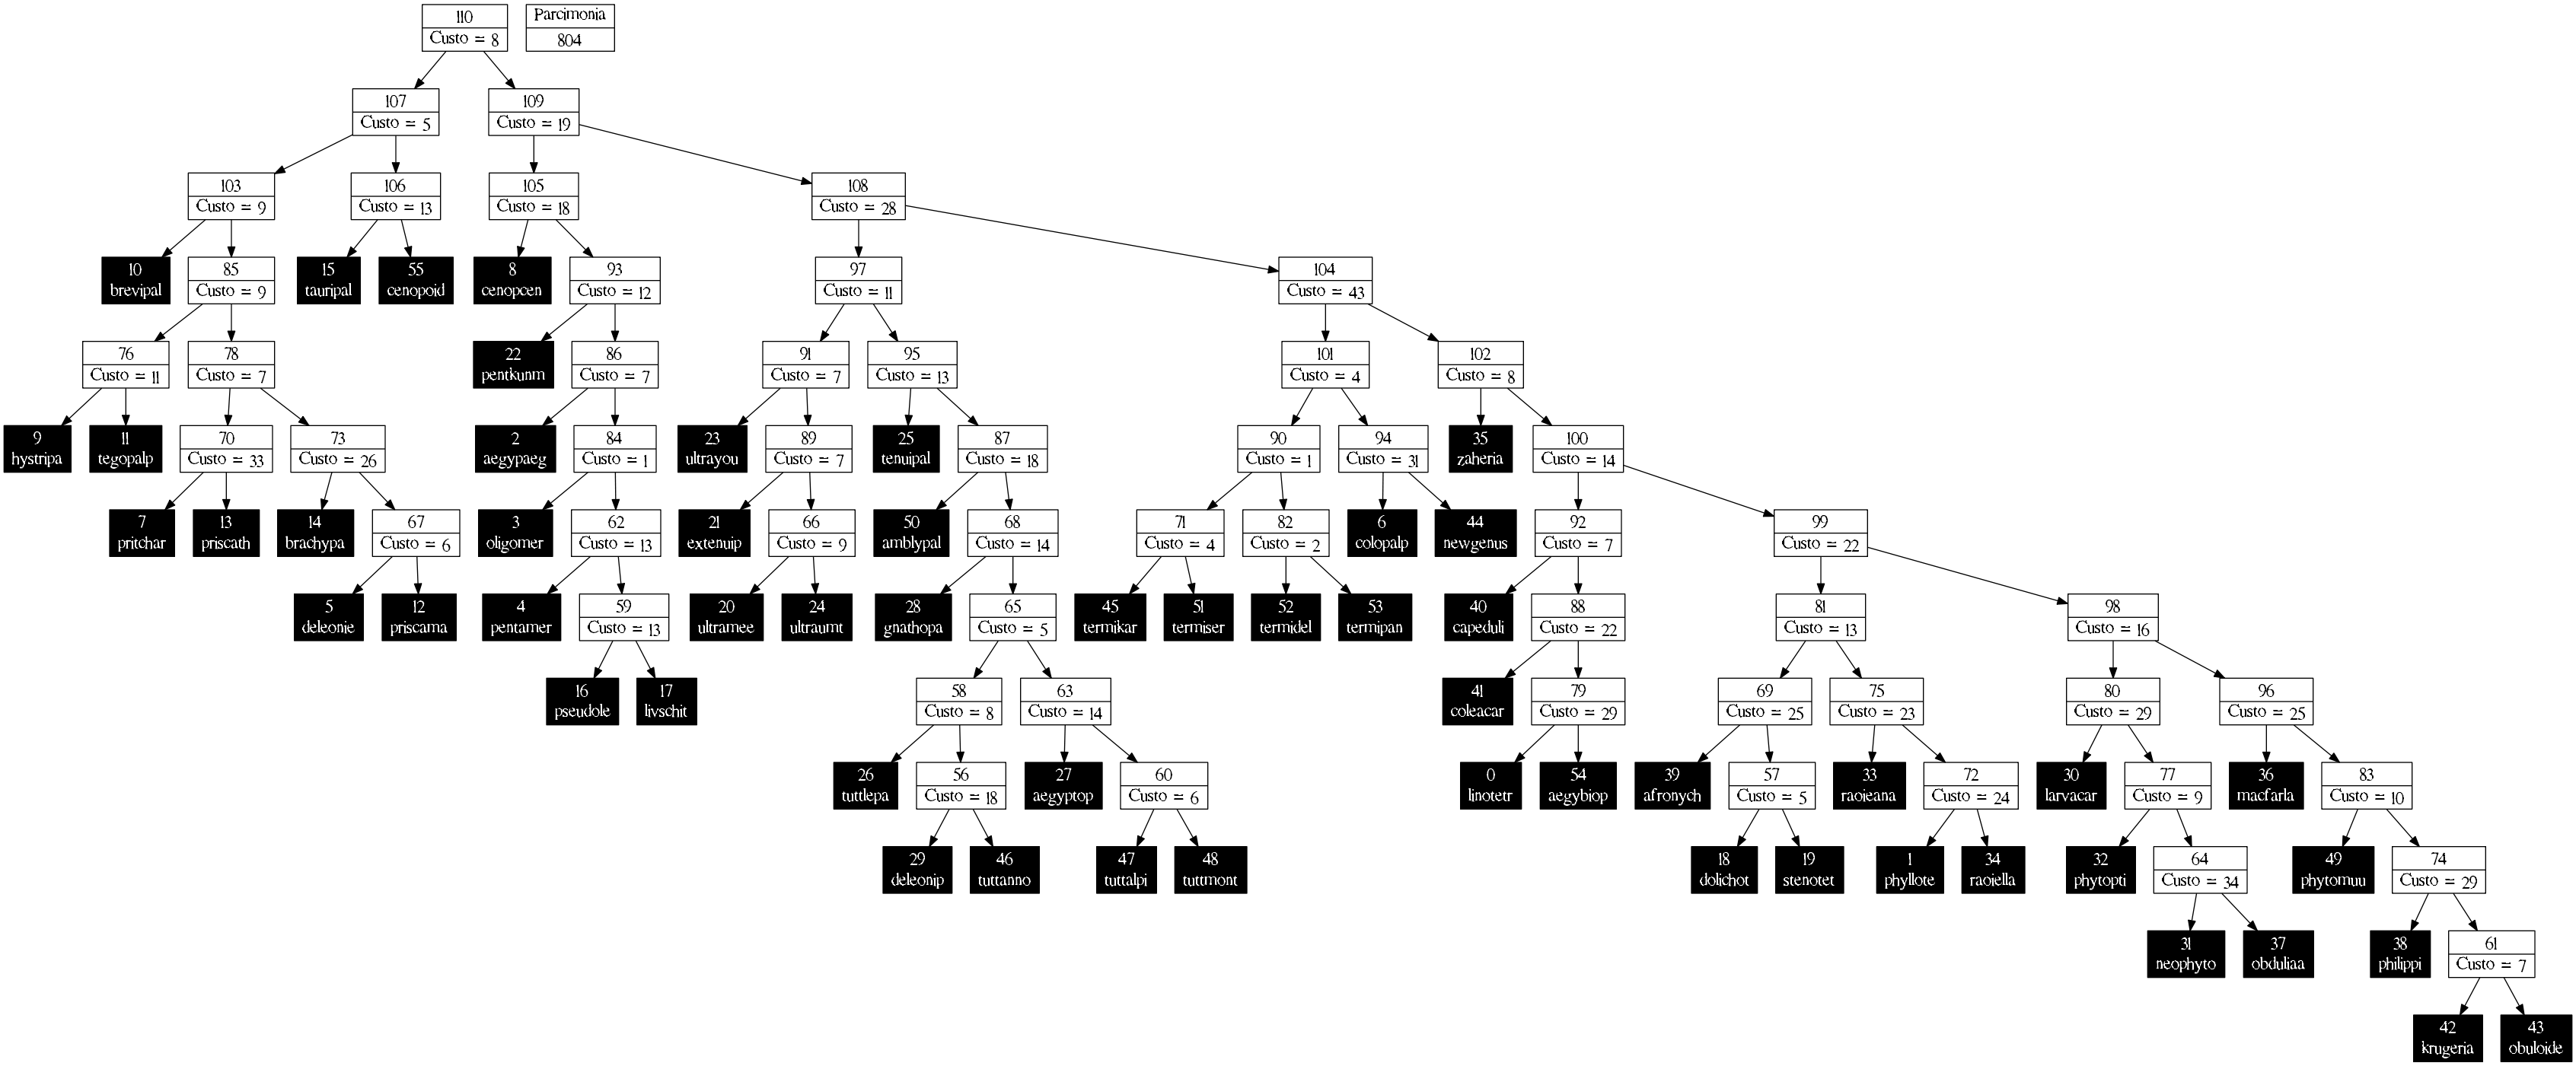 110
Custo = 8
Parcimonia
804
107
Custo = 5
109
Custo = 19
103
Custo = 9
106
Custo = 13
105
Custo = 18
108
Custo = 28
10
brevipal
85
Custo = 9
15
tauripal
55
cenopoid
8
cenopcen
93
Custo = 12
97
Custo = 11
104
Custo = 43
76
Custo = 11
78
Custo = 7
22
pentkunm
86
Custo = 7
91
Custo = 7
95
Custo = 13
101
Custo = 4
102
Custo = 8
9
hystripa
11
tegopalp
70
Custo = 33
73
Custo = 26
2
aegypaeg
84
Custo = 1
23
ultrayou
89
Custo = 7
25
tenuipal
87
Custo = 18
90
Custo = 1
94
Custo = 31
35
zaheria
100
Custo = 14
7
pritchar
13
priscath
14
brachypa
67
Custo = 6
3
oligomer
62
Custo = 13
21
extenuip
66
Custo = 9
50
amblypal
68
Custo = 14
71
Custo = 4
82
Custo = 2
6
colopalp
44
newgenus
92
Custo = 7
99
Custo = 22
5
deleonie
12
priscama
4
pentamer
59
Custo = 13
20
ultramee
24
ultraumt
28
gnathopa
65
Custo = 5
45
termikar
51
termiser
52
termidel
53
termipan
40
capeduli
88
Custo = 22
81
Custo = 13
98
Custo = 16
16
pseudole
17
livschit
58
Custo = 8
63
Custo = 14
41
coleacar
79
Custo = 29
69
Custo = 25
75
Custo = 23
80
Custo = 29
96
Custo = 25
26
tuttlepa
56
Custo = 18
27
aegyptop
60
Custo = 6
0
linotetr
54
aegybiop
39
afronych
57
Custo = 5
33
raoieana
72
Custo = 24
30
larvacar
77
Custo = 9
36
macfarla
83
Custo = 10
29
deleonip
46
tuttanno
47
tuttalpi
48
tuttmont
18
dolichot
19
stenotet
1
phyllote
34
raoiella
32
phytopti
64
Custo = 34
49
phytomuu
74
Custo = 29
31
neophyto
37
obduliaa
38
philippi
61
Custo = 7
42
krugeria
43
obuloide